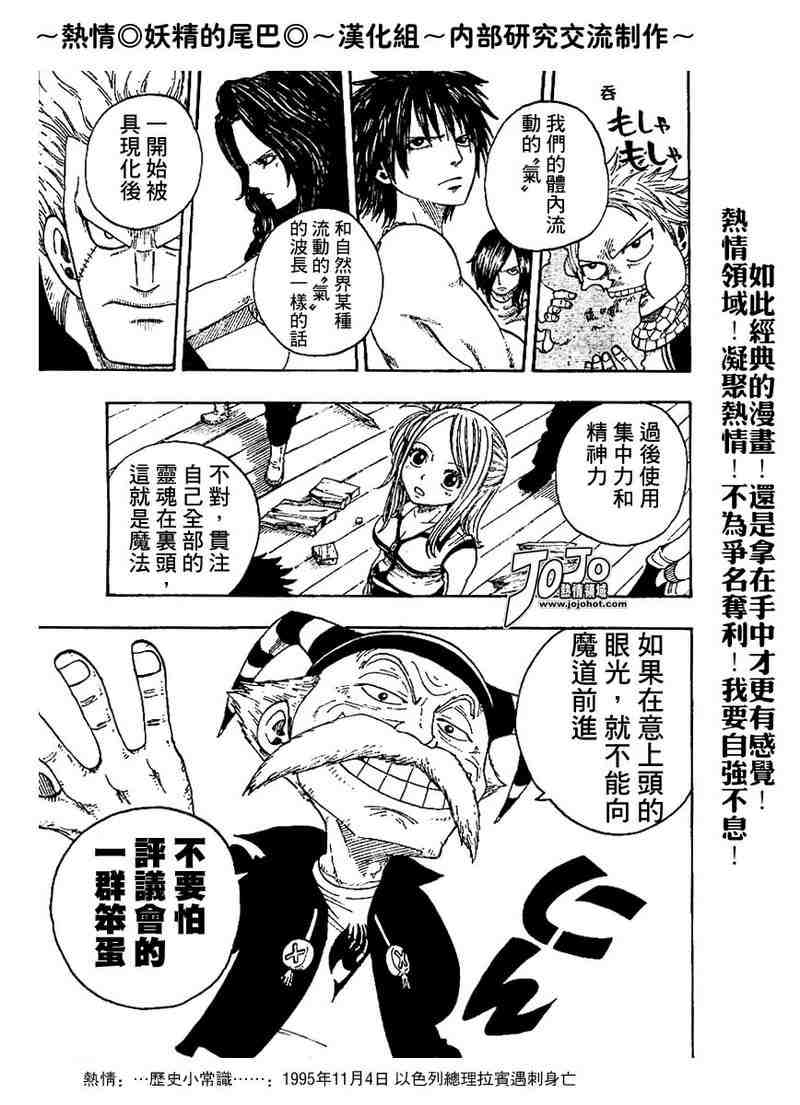 ～熱情◎妖精的尾巴◎～漢化組～内部研究交流制作～
吞
もしゃ
もしゃ
我們的體內流
動的〝氣〞
和自然界某種
流動的〝氣〞
的波長一樣的話
一開始被
具現化後
過後使用
集中力和
精神力
不對，貫注
自己全部的
靈魂在裏頭，
這就是魔法
JOJO
熱情領域
www.jojohot.com
如果在意上頭的
眼光，就不能向
魔道前進
不要怕
評議會的
一群笨蛋
にん
如此經典的漫畫！還是拿在手中才更有感覺！
熱情領域！凝聚熱情！不為爭名奪利！我要自強不息！
熱情：…歷史小常識……：1995年11月4日 以色列總理拉賓遇刺身亡